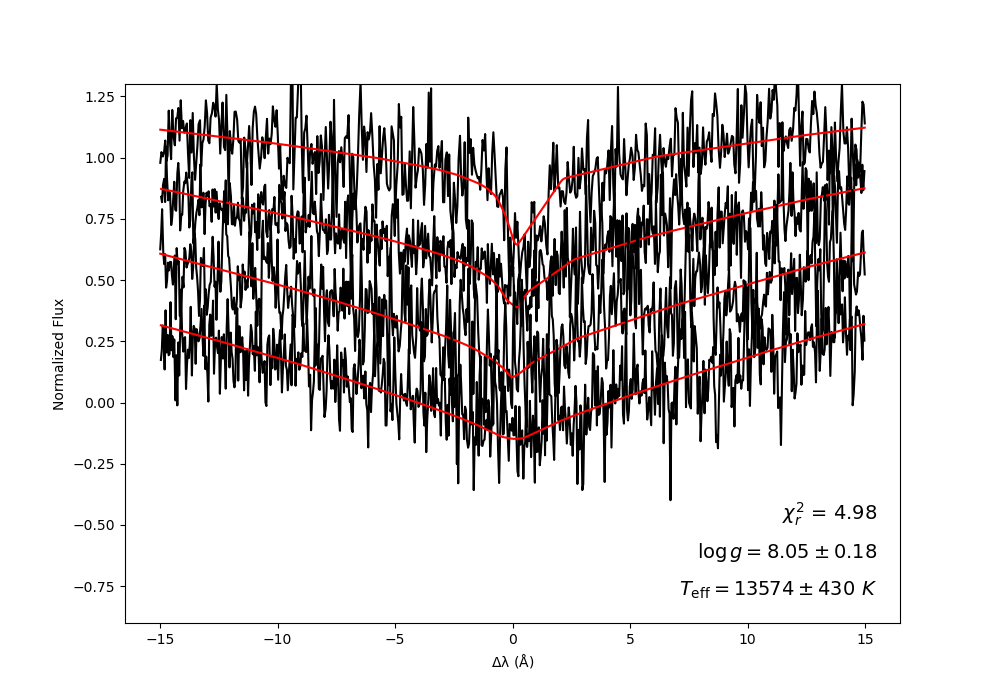 1.25
1.00
0.75
0.50
0.25
0.00
−0.25
−0.50
−0.75
Normalized Flux
χ²ᵣ = 4.98
log g = 8.05 ± 0.18
T_eff = 13574 ± 430 K
−15 −10 −5 0 5 10 15
Δλ (Å)